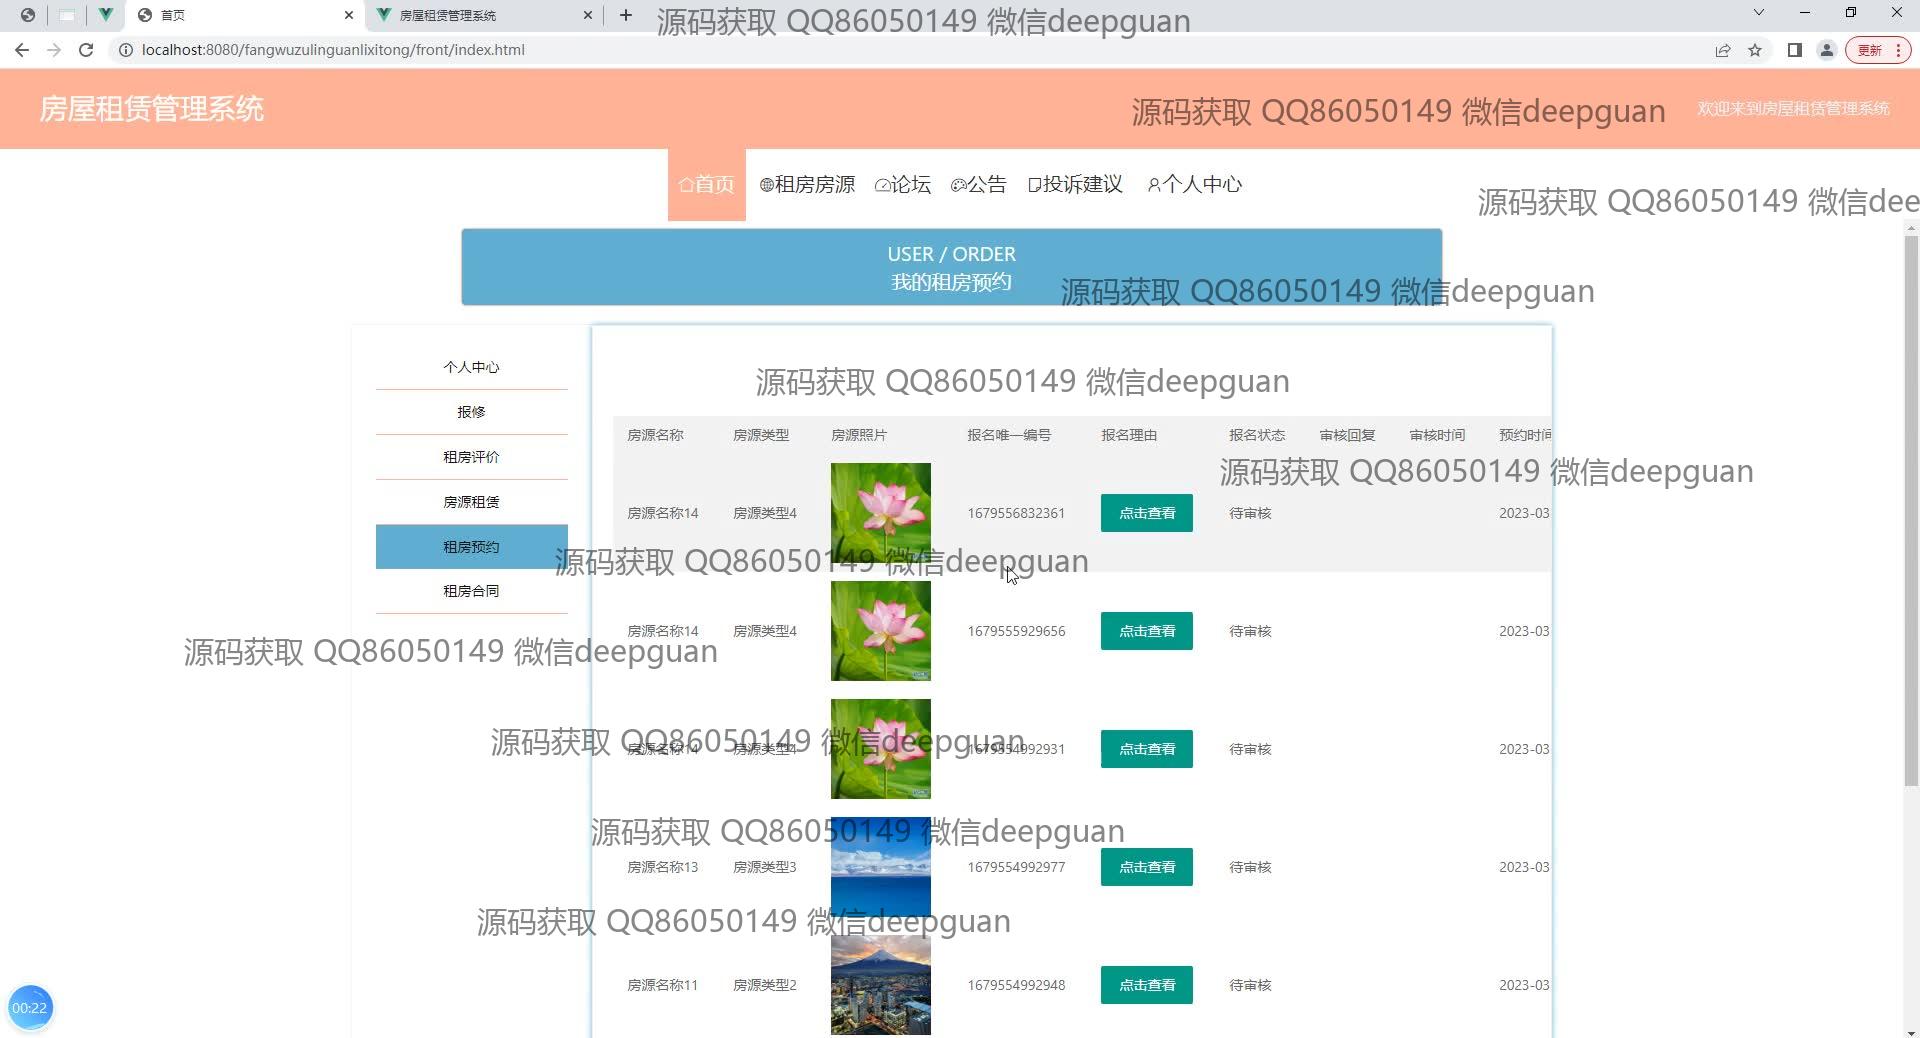 首页
房屋租赁管理系统
源码获取 QQ86050149 微信deepguan
localhost:8080/fangwuzulinguanlixitong/front/index.html
更新
房屋租赁管理系统
源码获取 QQ86050149 微信deepguan
欢迎来到房屋租赁管理系统
首页 租房房源 论坛 公告 投诉建议 个人中心
源码获取 QQ86050149 微信dee
USER / ORDER
我的租房预约
源码获取 QQ86050149 微信deepguan
个人中心
报修
租房评价
房源租赁
租房预约
租房合同
源码获取 QQ86050149 微信deepguan
房源名称 房源类型 房源照片 报名唯一编号 报名理由 报名状态 审核回复 审核时间 预约时间
源码获取 QQ86050149 微信deepguan
房源名称14 房源类型4 1679556832361 点击查看 待审核 2023-03
源码获取 QQ86050149 微信deepguan
房源名称14 房源类型4 1679555929656 点击查看 待审核 2023-03
源码获取 QQ86050149 微信deepguan
源码获取 QQ86050149 微信deepguan
房源名称14 房源类型4 1679554992931 点击查看 待审核 2023-03
源码获取 QQ86050149 微信deepguan
房源名称13 房源类型3 1679554992977 点击查看 待审核 2023-03
源码获取 QQ86050149 微信deepguan
房源名称11 房源类型2 1679554992948 点击查看 待审核 2023-03
00:22